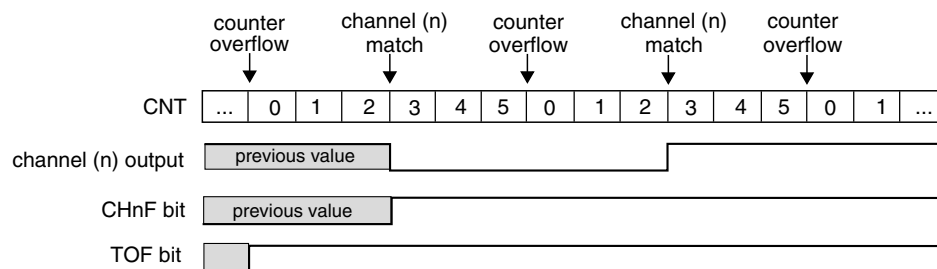 counter overflow
channel (n) match
counter overflow
channel (n) match
counter overflow
CNT ... 0 1 2 3 4 5 0 1 2 3 4 5 0 1 ...
channel (n) output previous value
CHnF bit previous value
TOF bit